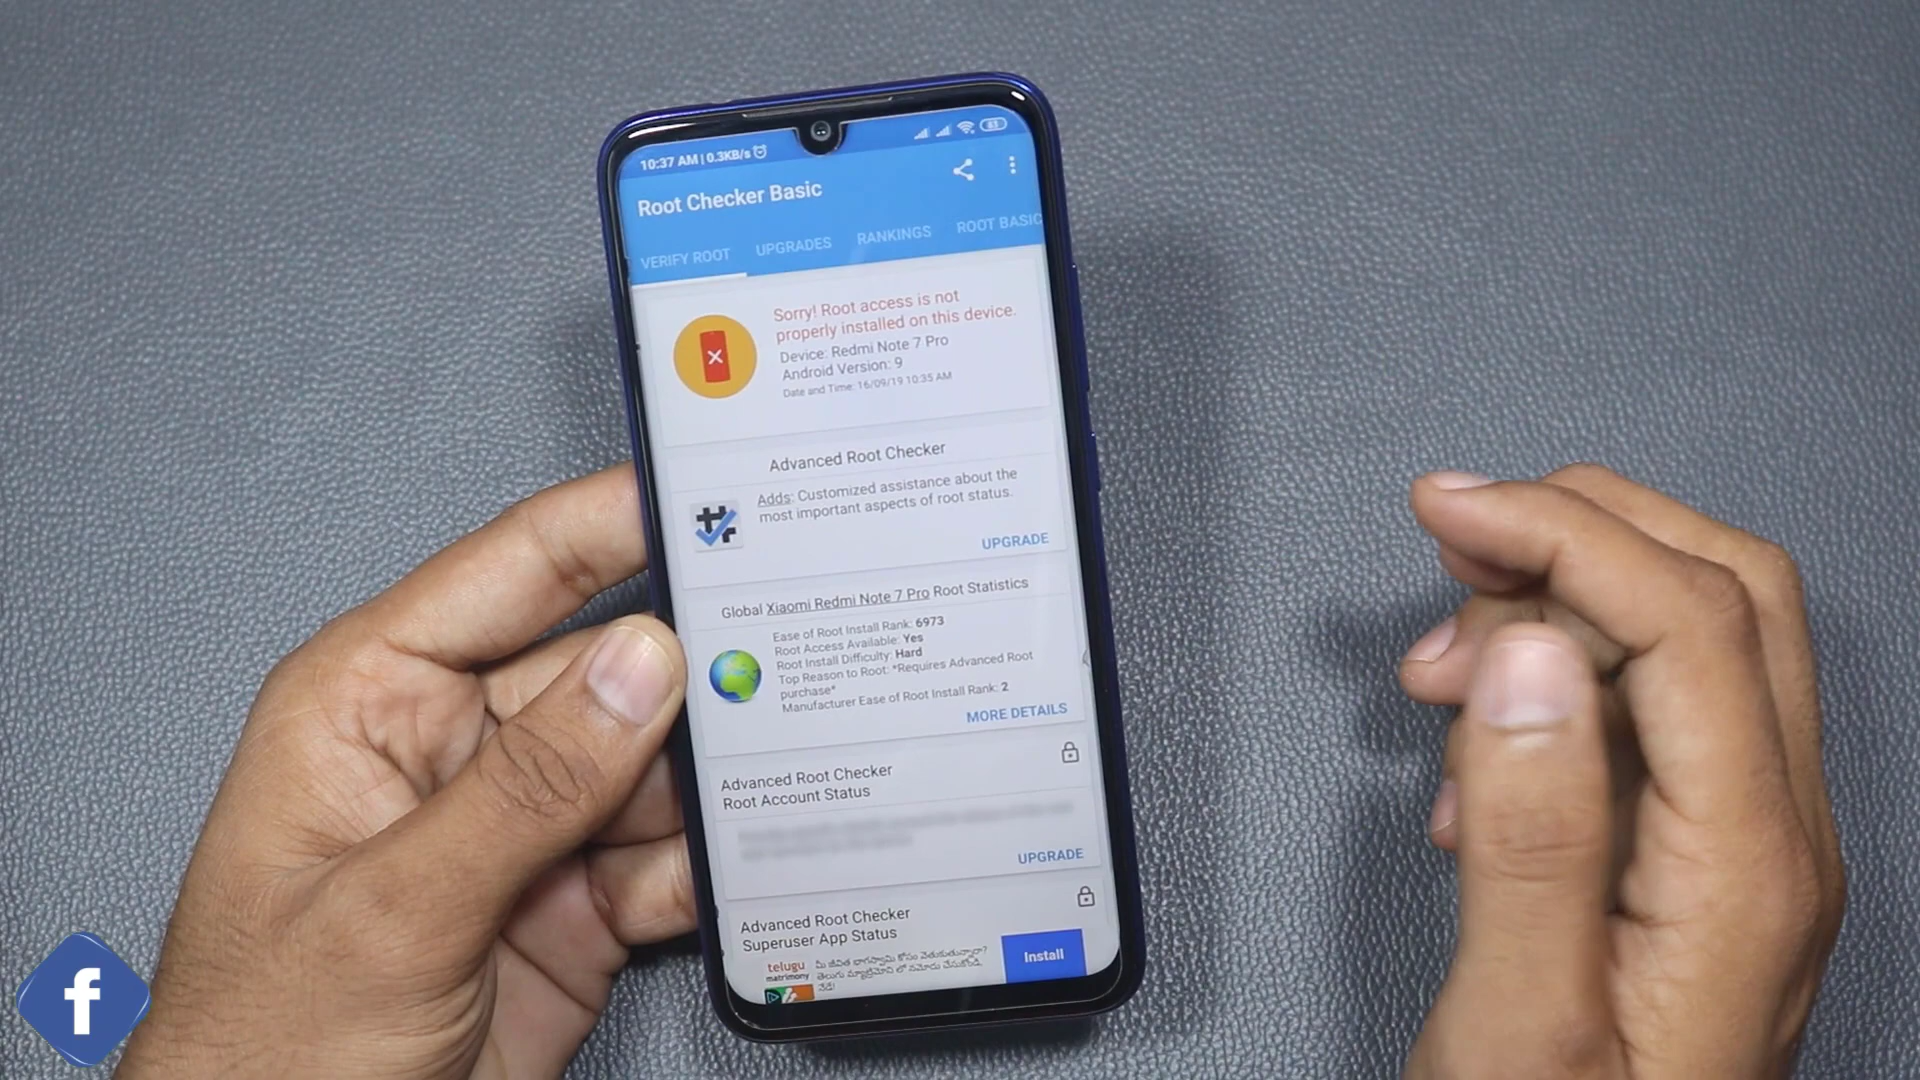 10:37 AM | 0.3KB/s
83
Root Checker Basic
VERIFY ROOT
UPGRADES
RANKINGS
ROOT BASIC
Sorry! Root access is not
properly installed on this device.
Device: Redmi Note 7 Pro
Android Version: 9
Date and Time: 16/09/19 10:35 AM
Advanced Root Checker
Adds: Customized assistance about the
most important aspects of root status.
UPGRADE
Global Xiaomi Redmi Note 7 Pro Root Statistics
Ease of Root Install Rank: 6973
Root Access Available: Yes
Root Install Difficulty: Hard
Top Reason to Root: *Requires Advanced Root
purchase*
Manufacturer Ease of Root Install Rank: 2
MORE DETAILS
Advanced Root Checker
Root Account Status
UPGRADE
Advanced Root Checker
Superuser App Status
telugu
matrimony
మీ జీవిత భాగస్వామి కోసం వెతుకుతున్నారా?
తెలుగు మ్యాట్రిమోని లో నమోదు చేసుకోండి
నేడే!
Install
f